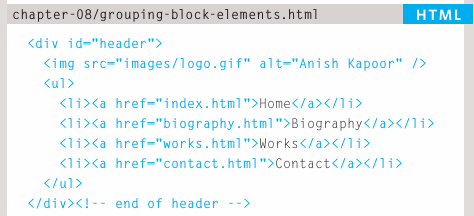 chapter-08/grouping-block-elements.html HTML
<div id="header">
<img src="images/logo.gif" alt="Anish Kapoor" />
<ul>
<li><a href="index.html">Home</a></li>
<li><a href="biography.html">Biography</a></li>
<li><a href="works.html">Works</a></li>
<li><a href="contact.html">Contact</a></li>
</ul>
</div><!-- end of header -->